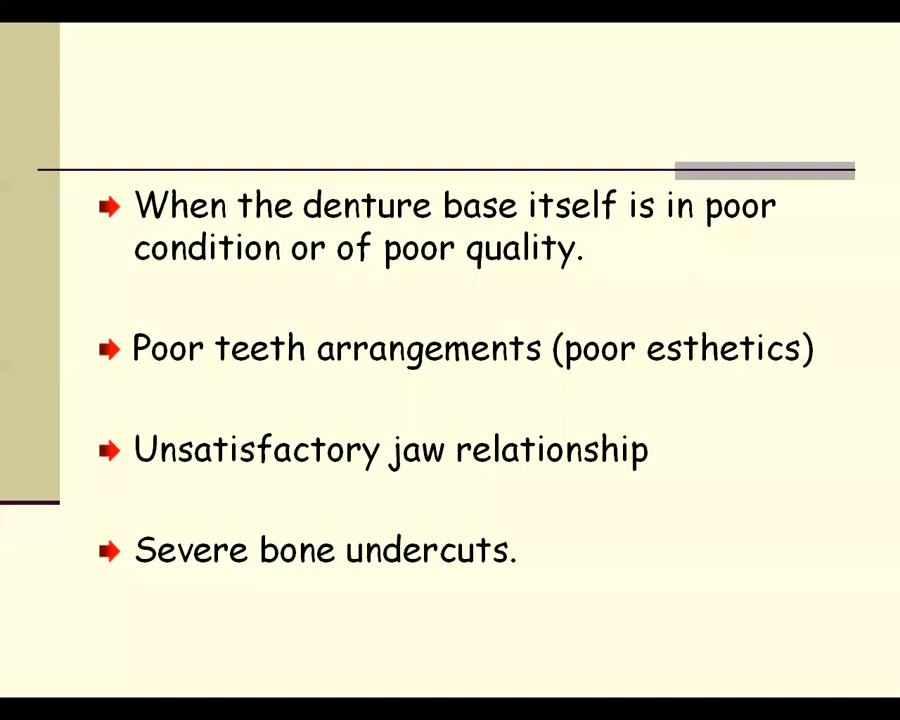 When the denture base itself is in poor
condition or of poor quality.
Poor teeth arrangements (poor esthetics)
Unsatisfactory jaw relationship
Severe bone undercuts.